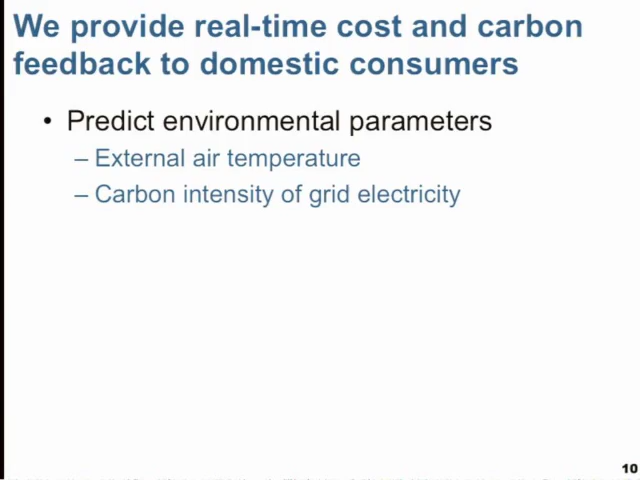 We provide real-time cost and carbon
feedback to domestic consumers
• Predict environmental parameters
– External air temperature
– Carbon intensity of grid electricity
10